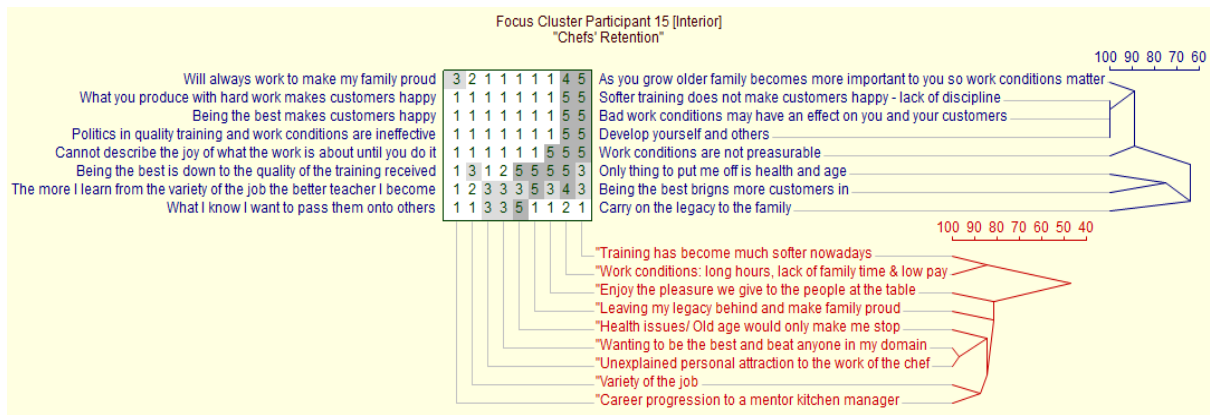 Focus Cluster Participant 15 [Interior]
"Chefs' Retention"
100 90 80 70 60
Will always work to make my family proud 3 2 1 1 1 1 1 4 5 As you grow older family becomes more important to you so work conditions matter
What you produce with hard work makes customers happy 1 1 1 1 1 1 1 5 5 Softer training does not make customers happy - lack of discipline
Being the best makes customers happy 1 1 1 1 1 1 1 5 5 Bad work conditions may have an effect on you and your customers
Politics in quality training and work conditions are ineffective 1 1 1 1 1 1 1 5 5 Develop yourself and others
Cannot describe the joy of what the work is about until you do it 1 1 1 1 1 1 5 5 5 Work conditions are not preasurable
Being the best is down to the quality of the training received 1 3 1 2 5 5 5 5 3 Only thing to put me off is health and age
The more I learn from the variety of the job the better teacher I become 1 2 3 3 3 5 3 4 3 Being the best brigns more customers in
What I know I want to pass them onto others 1 1 3 3 5 1 1 2 1 Carry on the legacy to the family
100 90 80 70 60 50 40
"Training has become much softer nowadays
"Work conditions: long hours, lack of family time & low pay
"Enjoy the pleasure we give to the people at the table
"Leaving my legacy behind and make family proud
"Health issues/ Old age would only make me stop
"Wanting to be the best and beat anyone in my domain
"Unexplained personal attraction to the work of the chef
"Variety of the job
"Career progression to a mentor kitchen manager